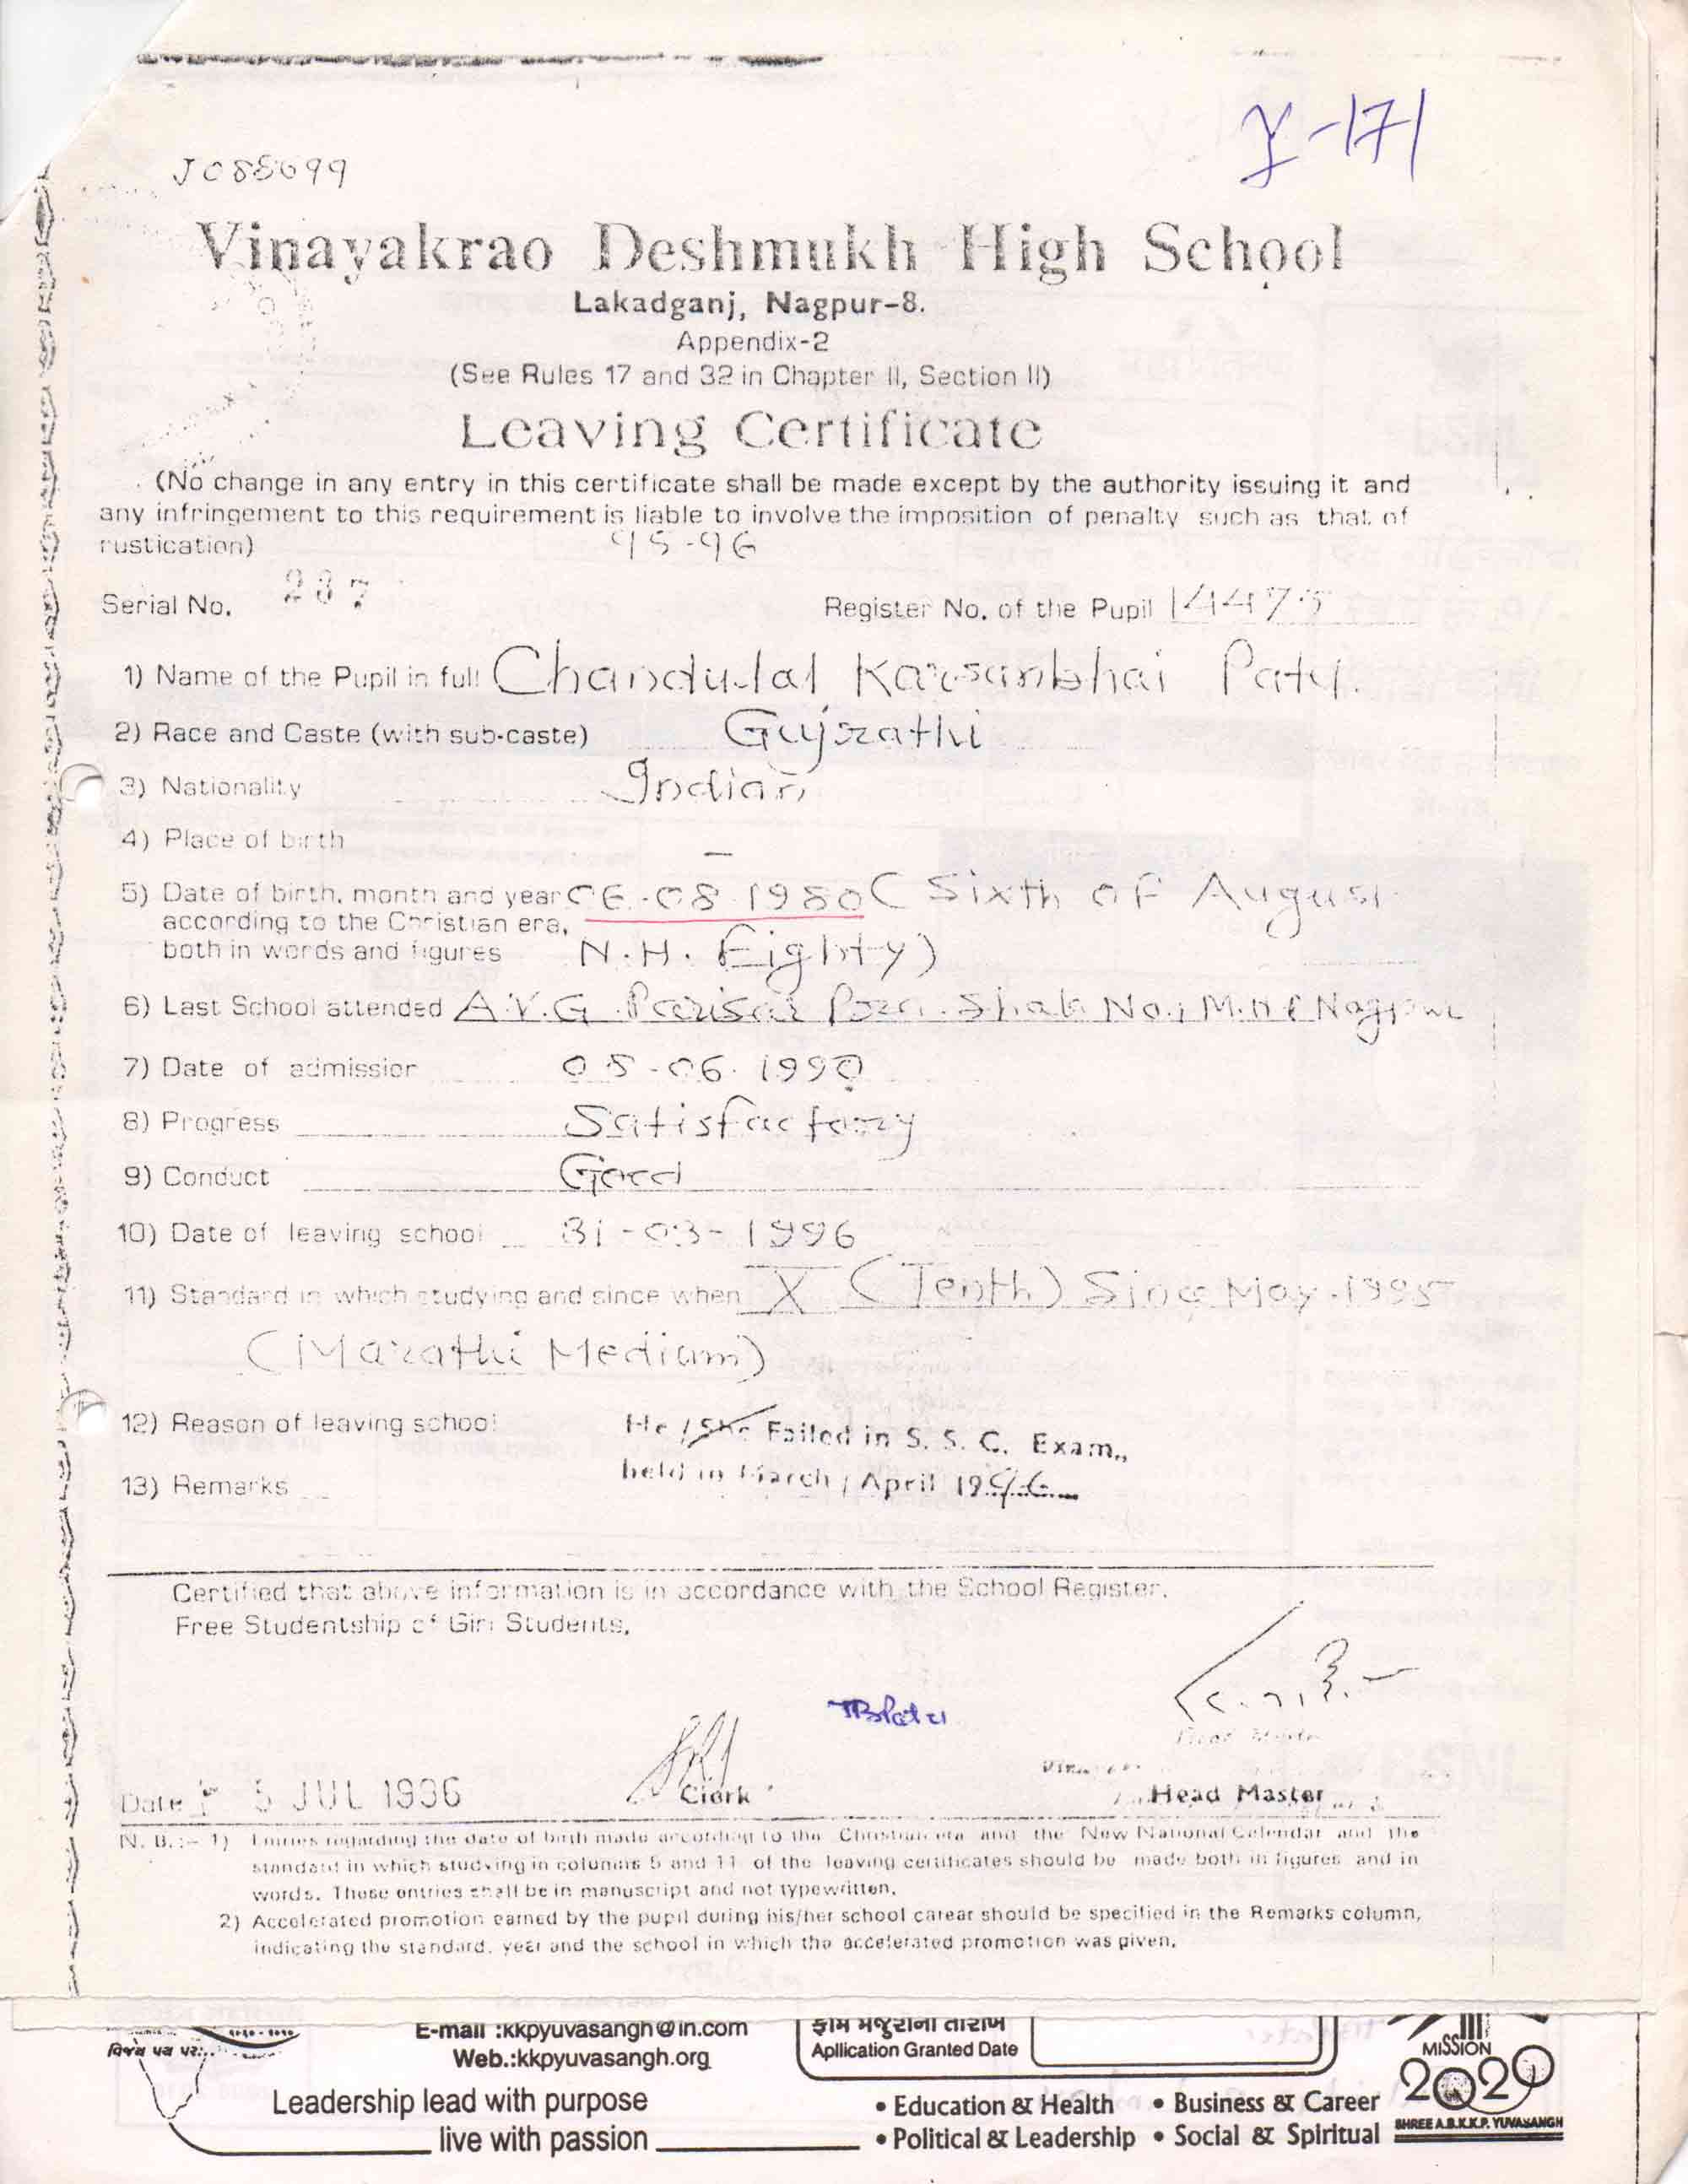 Y-171
JC85699
Vinayakrao Deshmukh High School
Lakadganj, Nagpur-8.
Appendix-2
(See Rules 17 and 32 in Chapter II, Section II)
Leaving Certificate
(No change in any entry in this certificate shall be made except by the authority issuing it and
any infringement to this requirement is liable to involve the imposition of penalty such as that of
rustication)
95-96
Serial No. 237 Register No. of the Pupil 14475
1) Name of the Pupil in full Chandulal Karsanbhai Patel.
2) Race and Caste (with sub-caste) Gujrathi
3) Nationality Indian
4) Place of birth —
5) Date of birth, month and year 06-08-1980 (Sixth of August
according to the Christian era,
both in words and figures N.H. Eighty)
6) Last School attended A.V.G. Parisar No.1 M.N.C Nagpur
7) Date of admission 05-06-1990
8) Progress Satisfactory
9) Conduct Good
10) Date of leaving school 31-03-1996
11) Standard in which studying and since when X (Tenth) Since May-1995
(Marathi Medium)
12) Reason of leaving school He / She Failed in S. S. C. Exam.,
held in March / April 1996
13) Remarks
Certified that above information is in accordance with the School Register.
Free Studentship of Girl Students.
Head Master
Date 5 JUL 1996 Clerk Head Master
N. B. :- 1) Entries regarding the date of birth made according to the Christian era and the New National Calendar and the
standard in which studying in columns 5 and 11 of the leaving certificates should be made both in figures and in
words. These entries shall be in manuscript and not typewritten.
2) Accelerated promotion earned by the pupil during his/her school carear should be specified in the Remarks column,
indicating the standard, year and the school in which the accelerated promotion was given.
E-mail :kkpyuvasangh@in.com
Web.:kkpyuvasangh.org
ફોર્મ મંજૂરીની તારીખ
Apllication Granted Date
MISSION
2020
SHREE A.B.K.K.P. YUVASANGH
Leadership lead with purpose
live with passion
• Education & Health • Business & Career
• Political & Leadership • Social & Spiritual